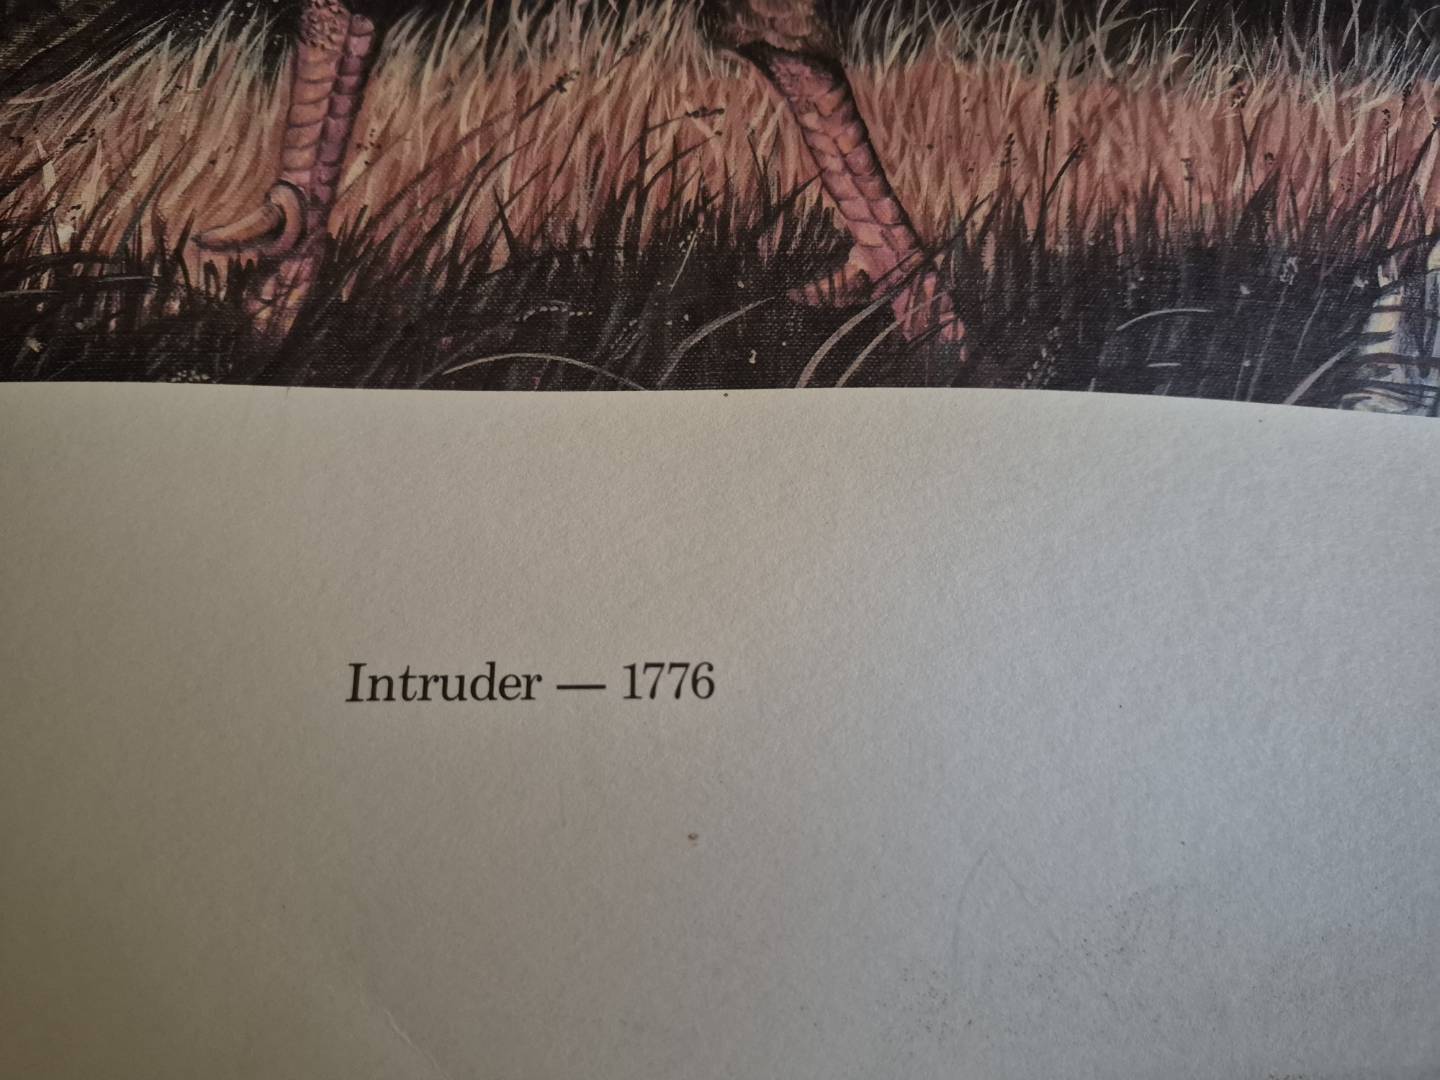 Intruder — 1776